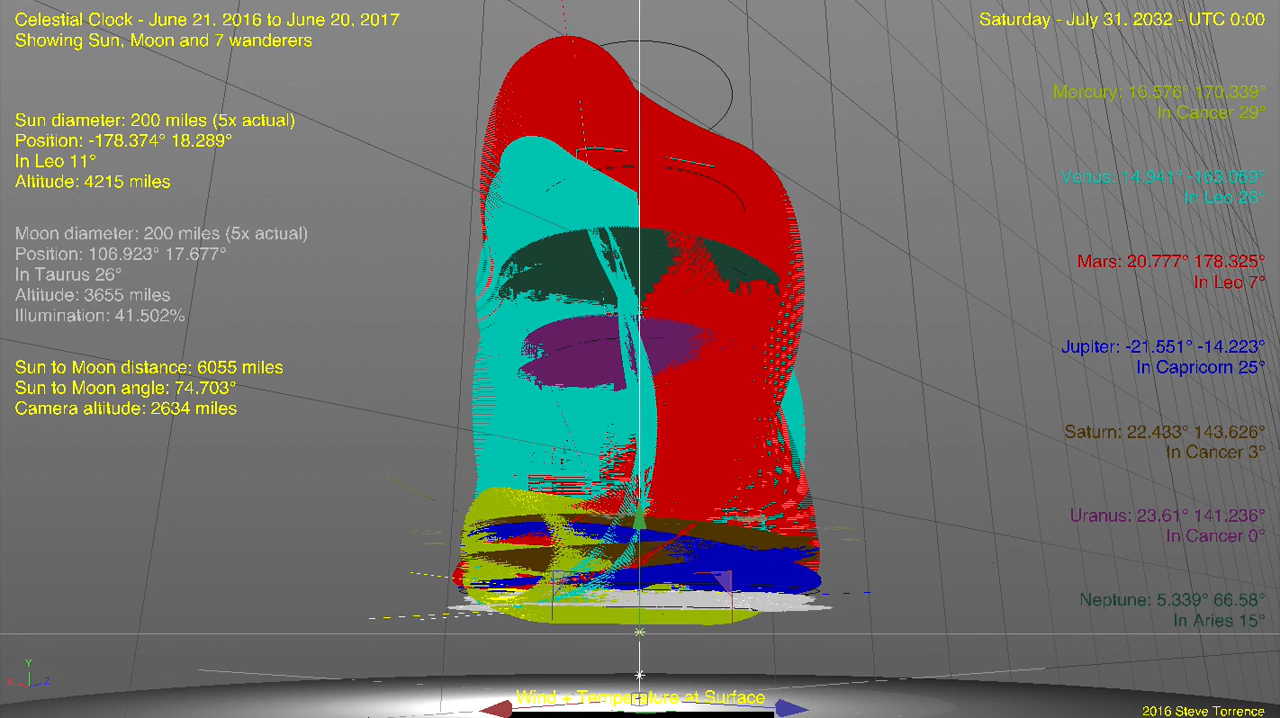 Celestial Clock - June 21. 2016 to June 20, 2017
Showing Sun, Moon and 7 wanderers
Saturday - July 31. 2032 - UTC 0:00
Sun diameter: 200 miles (5x actual)
Position: -178.374° 18.289°
In Leo 11°
Altitude: 4215 miles
Moon diameter: 200 miles (5x actual)
Position: 106.923° 17.677°
In Taurus 26°
Altitude: 3655 miles
Illumination: 41.502%
Sun to Moon distance: 6055 miles
Sun to Moon angle: 74.703°
Camera altitude: 2634 miles
Mercury: 16.576° 170.339°
In Cancer 29°
Venus: 14.941° -165.059°
In Leo 26°
Mars: 20.777° 178.325°
In Leo 7°
Jupiter: -21.551° -14.223°
In Capricorn 25°
Saturn: 22.433° 143.626°
In Cancer 3°
Uranus: 23.61° 141.236°
In Cancer 0°
Neptune: 5.339° 66.58°
In Aries 15°
Y
X
Z
Wind + Temperature at Surface
2016 Steve Torrence